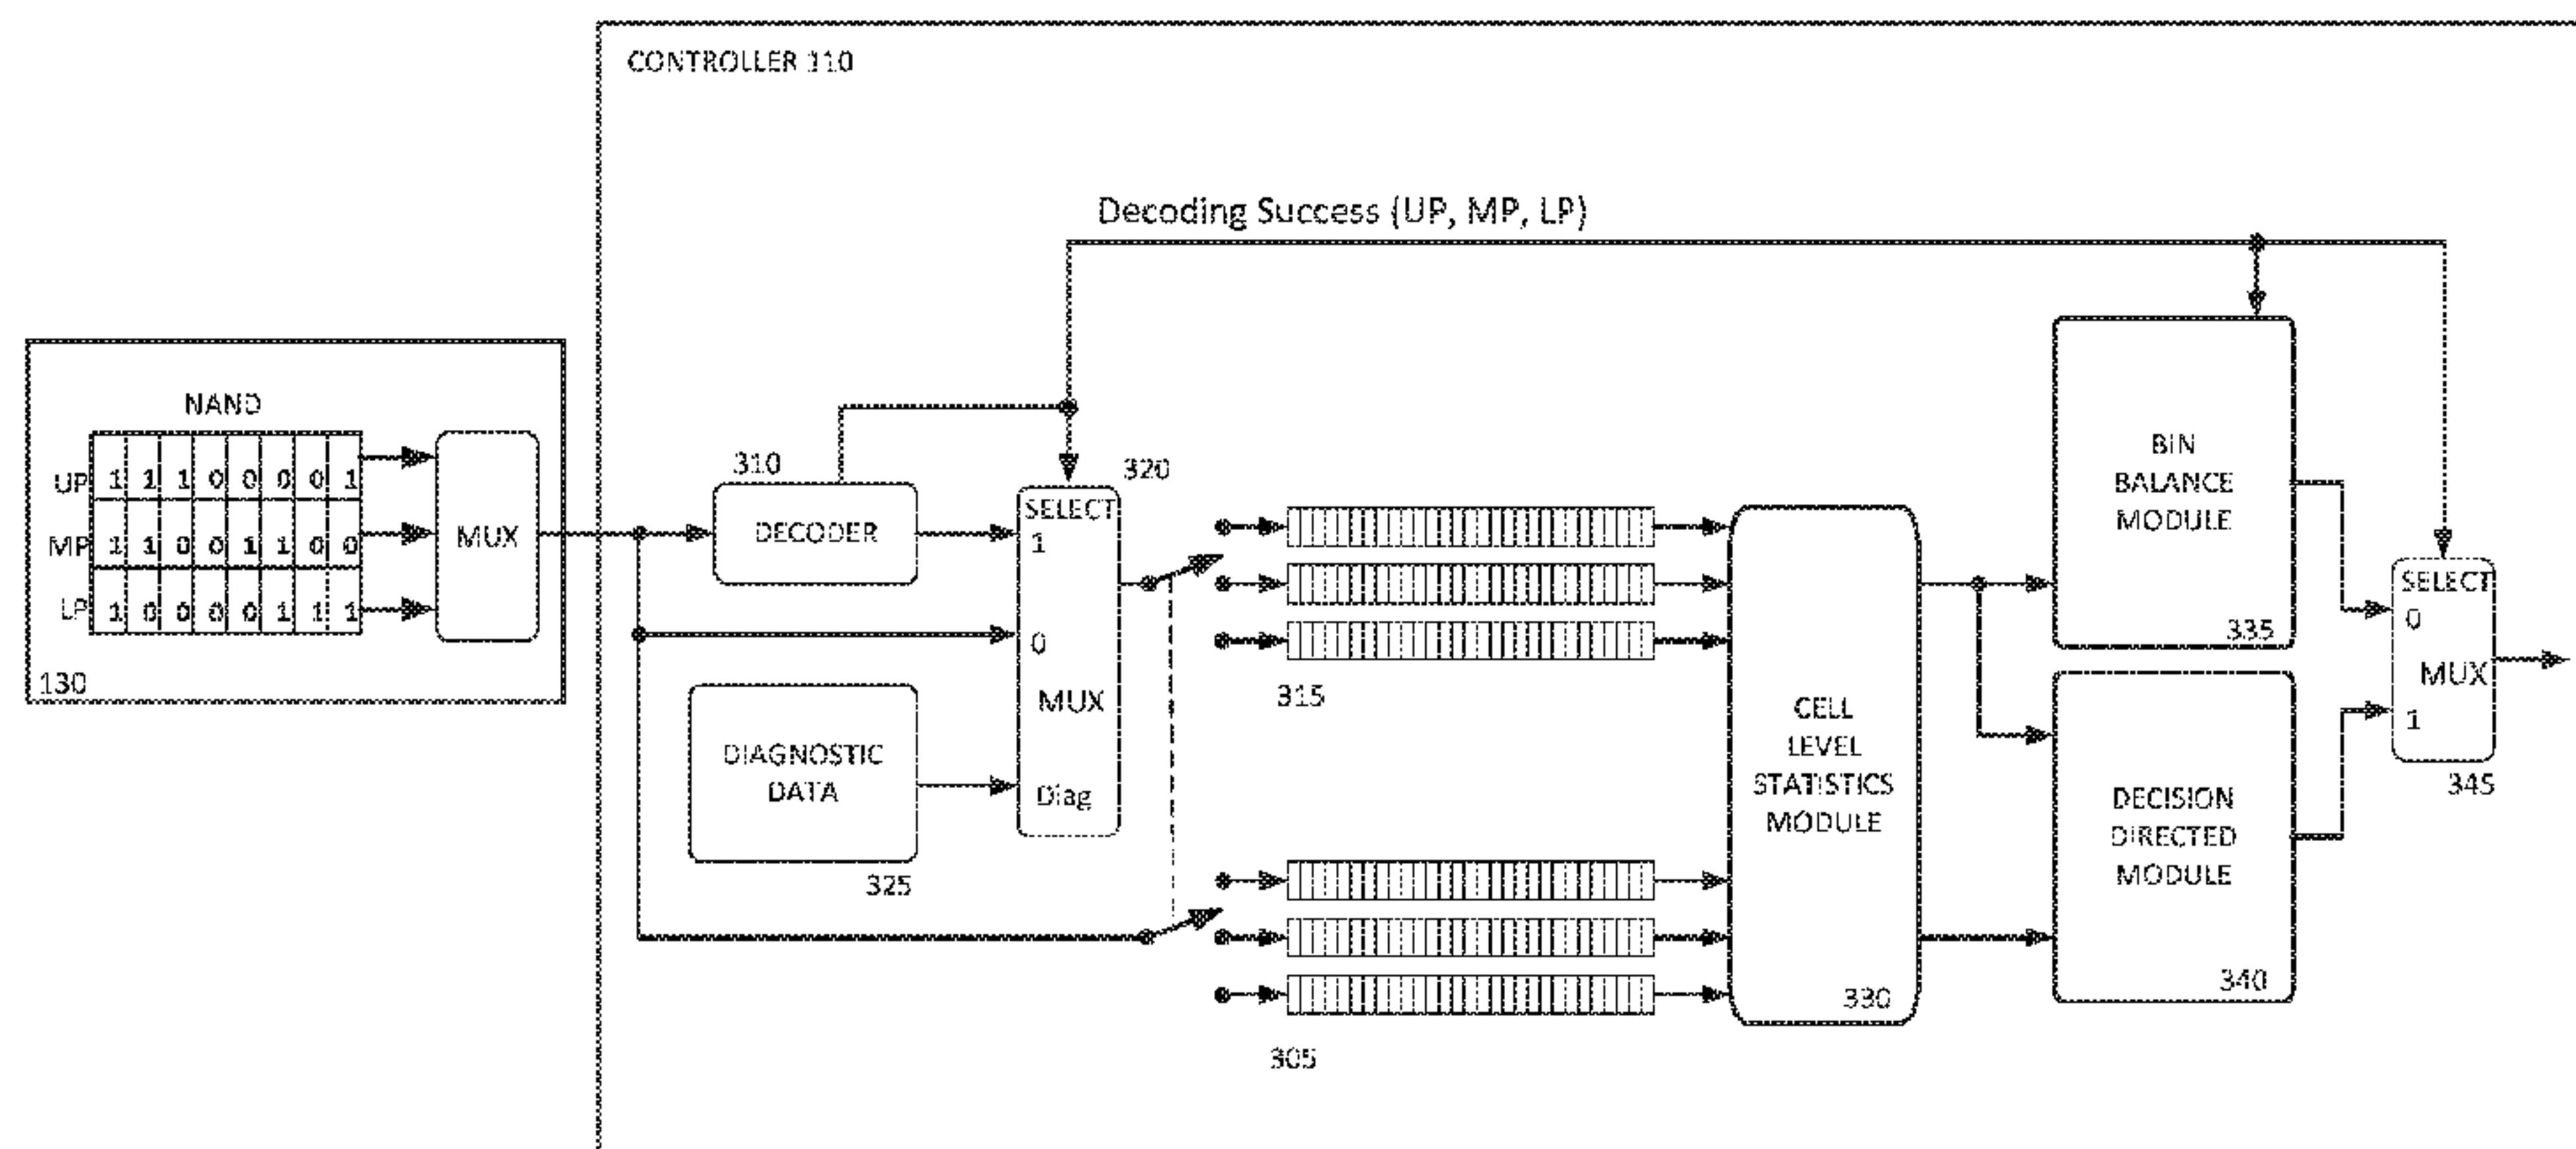 CONTROLLER 110
Decoding Success (UP, MP, LP)
NAND
UP 1 1 1 0 0 0 0 1
MP 1 1 0 0 1 1 0 0
LP 1 0 0 0 0 1 1 1
MUX
130
310
DECODER
320
SELECT
1
0
MUX
Diag
DIAGNOSTIC
DATA
325
315
305
CELL
LEVEL
STATISTICS
MODULE
330
BIN
BALANCE
MODULE
335
DECISION
DIRECTED
MODULE
340
SELECT
0
MUX
1
345